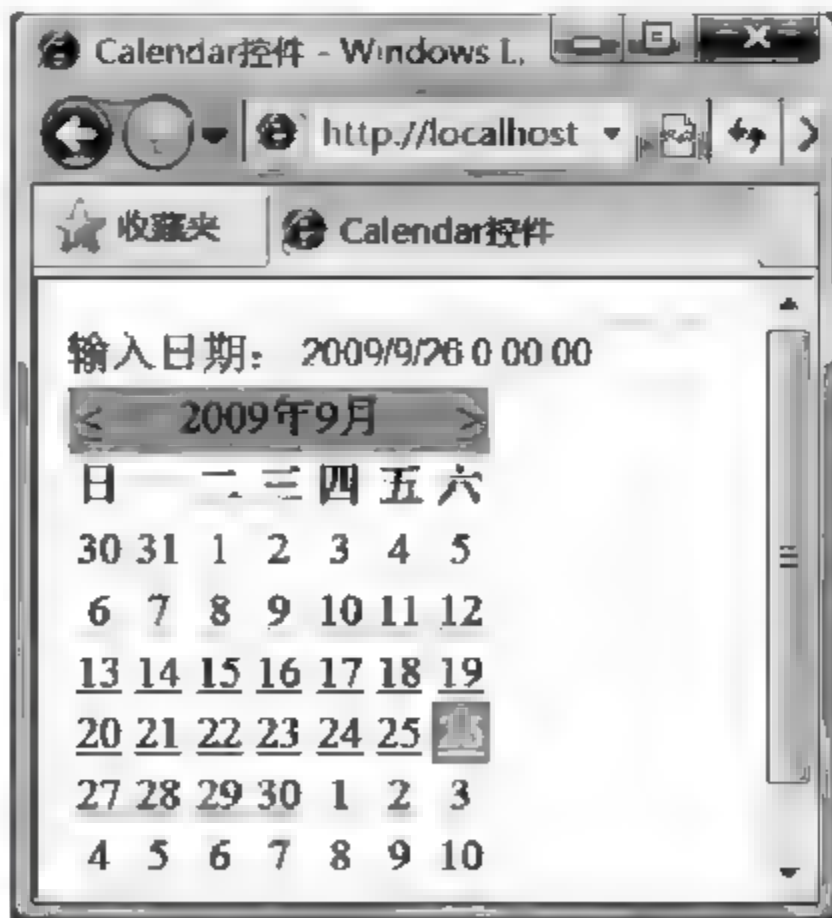 Calendar控件 - Windows I.
http://localhost
收藏夹 Calendar控件
输入日期： 2009/9/26 0 00 00
< 2009年9月 >
日 一 二 三 四 五 六
30 31 1 2 3 4 5
6 7 8 9 10 11 12
13 14 15 16 17 18 19
20 21 22 23 24 25
27 28 29 30 1 2 3
4 5 6 7 8 9 10